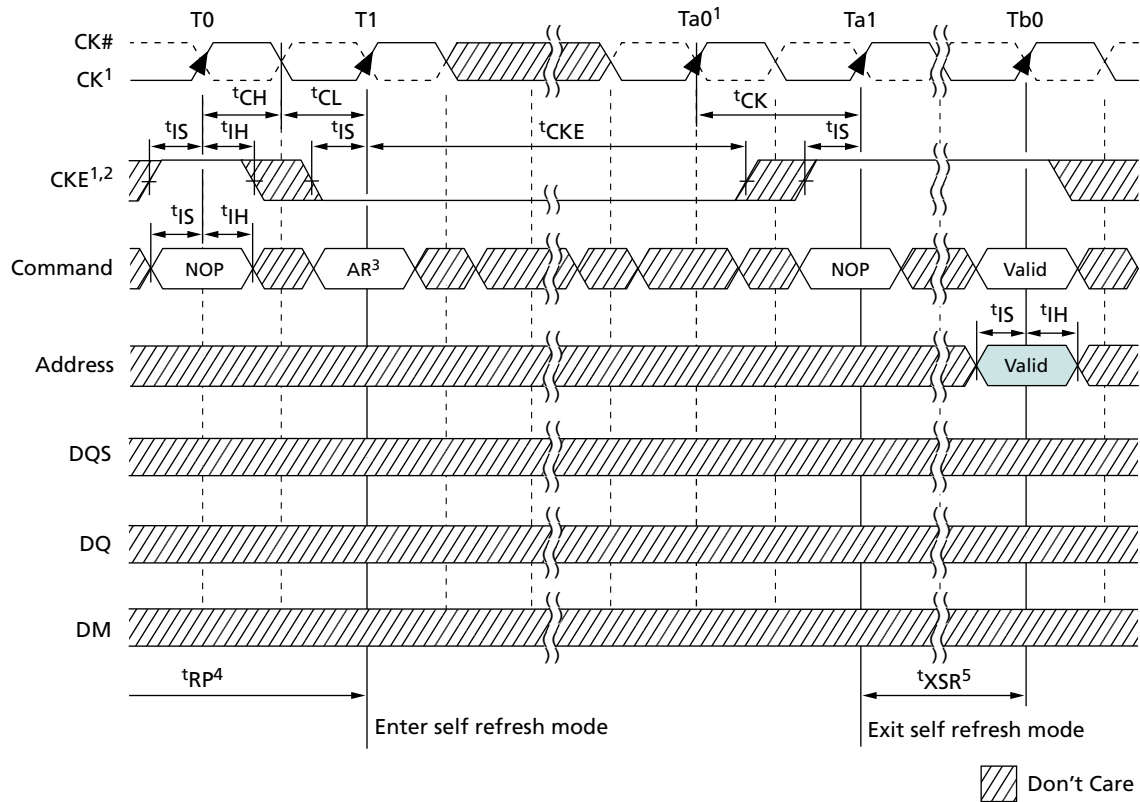 T0 T1 Ta0¹ Ta1 Tb0
CK#
CK¹
tCH tCL tCK
tIS tIH tIS tCKE tIS
CKE¹,²
tIS tIH
Command NOP AR³ NOP Valid
tIS tIH
Address Valid
DQS
DQ
DM
tRP⁴ tXSR⁵
Enter self refresh mode Exit self refresh mode
Don't Care